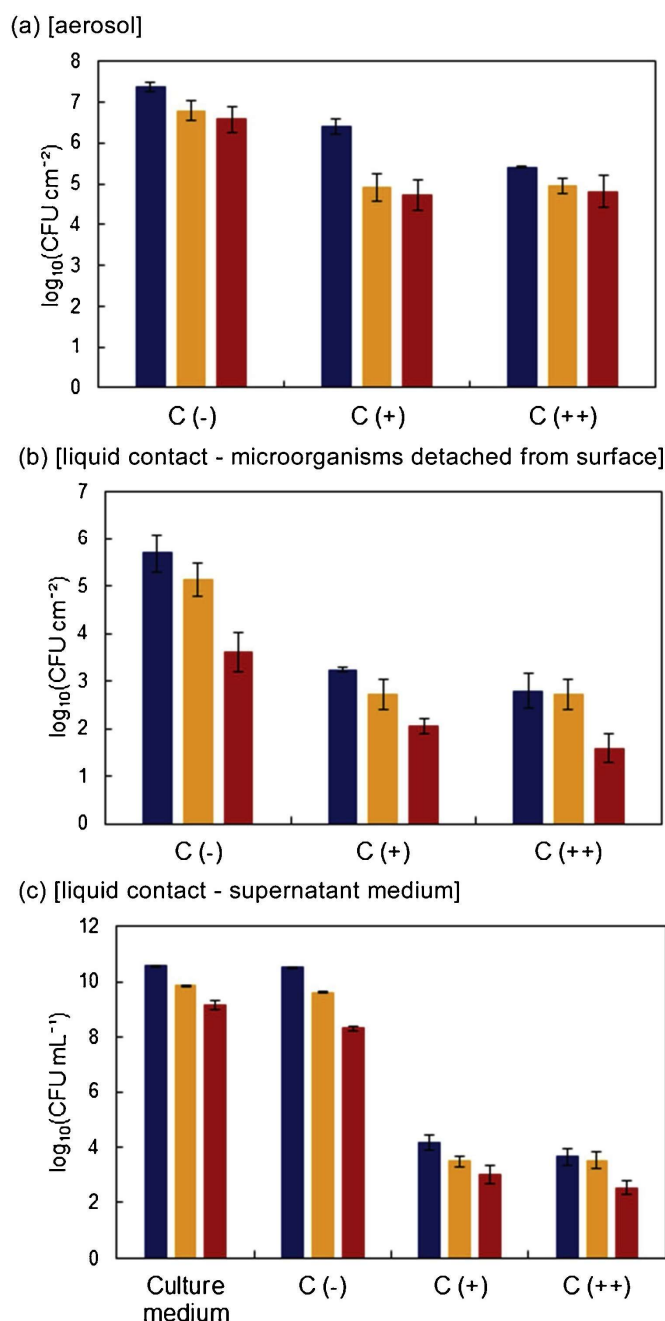 (a) [aerosol]
8
7
6
5
4
3
2
1
0
log₁₀(CFU cm⁻²)
C (-) C (+) C (++)
(b) [liquid contact - microorganisms detached from surface]
7
6
5
4
3
2
1
0
log₁₀(CFU cm⁻²)
C (-) C (+) C (++)
(c) [liquid contact - supernatant medium]
12
10
8
6
4
2
0
log₁₀(CFU mL⁻¹)
Culture C (-) C (+) C (++)
medium